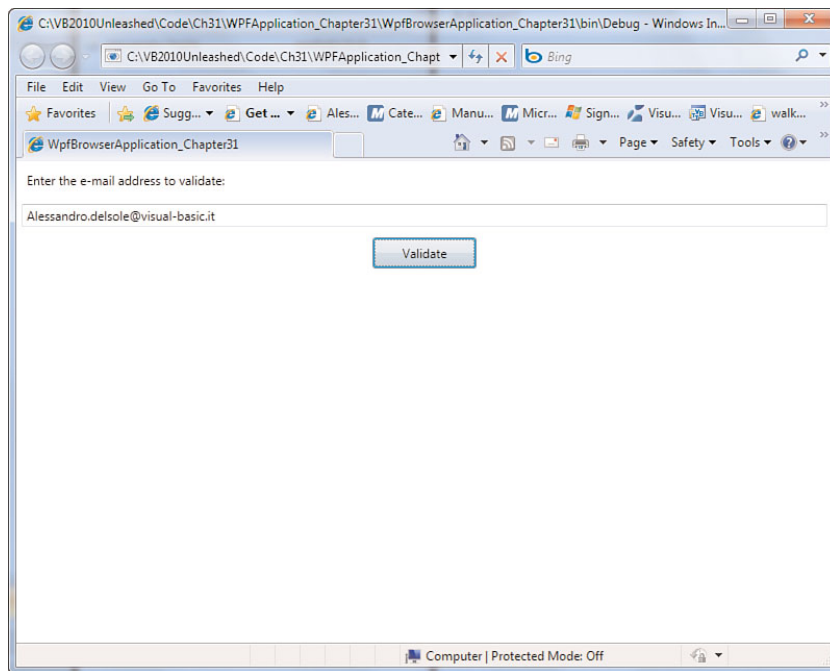 C:\VB2010Unleashed\Code\Ch31\WPFApplication_Chapter31\WpfBrowserApplication_Chapter31\bin\Debug - Windows In...
C:\VB2010Unleashed\Code\Ch31\WPFApplication_Chapt
Bing
File Edit View Go To Favorites Help
Favorites Sugg... Get ... Ales... Cate... Manu... Micr... Sign... Visu... Visu... walk...
WpfBrowserApplication_Chapter31 Page Safety Tools
Enter the e-mail address to validate:
Alessandro.delsole@visual-basic.it
Validate
Computer | Protected Mode: Off